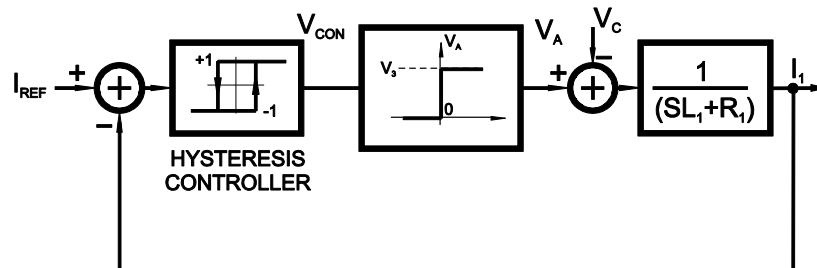 V_CON
V_A
V_C
I_REF
+
+
−
+1
-1
V_A
V_3
0
+
+
−
1
(SL_1+R_1)
I_1
HYSTERESIS
CONTROLLER